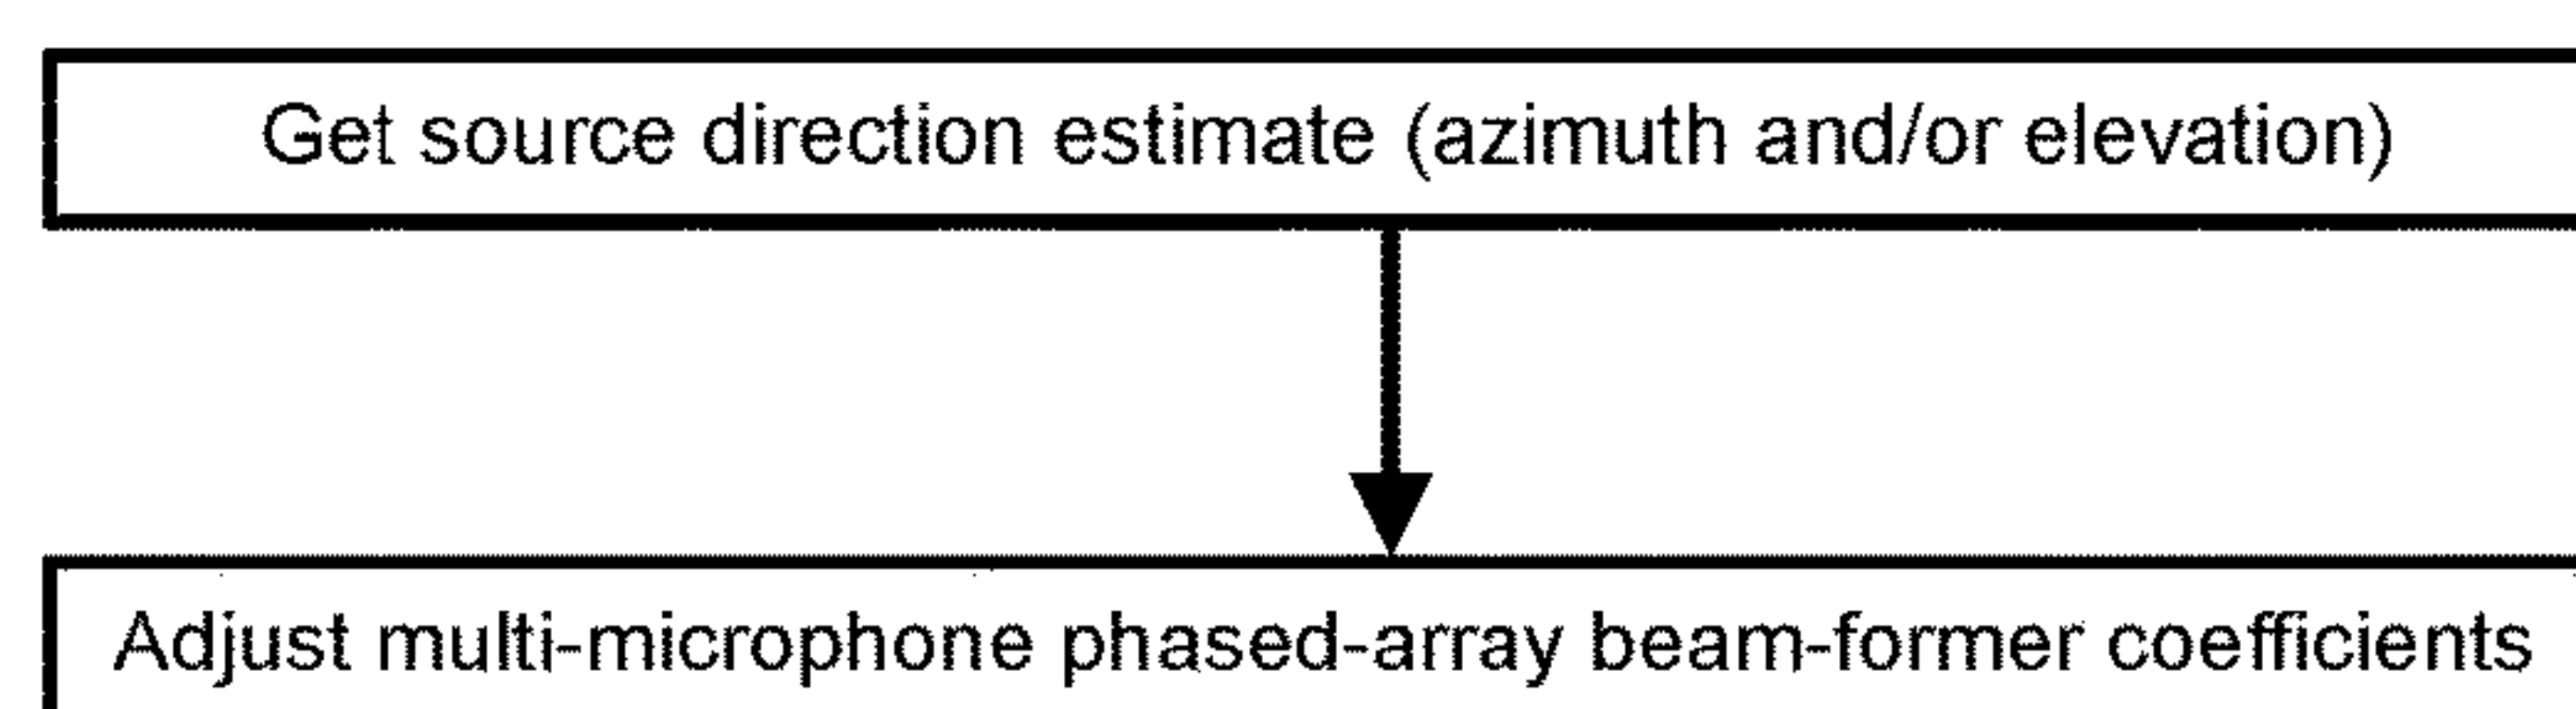 Get source direction estimate (azimuth and/or elevation)
Adjust multi-microphone phased-array beam-former coefficients